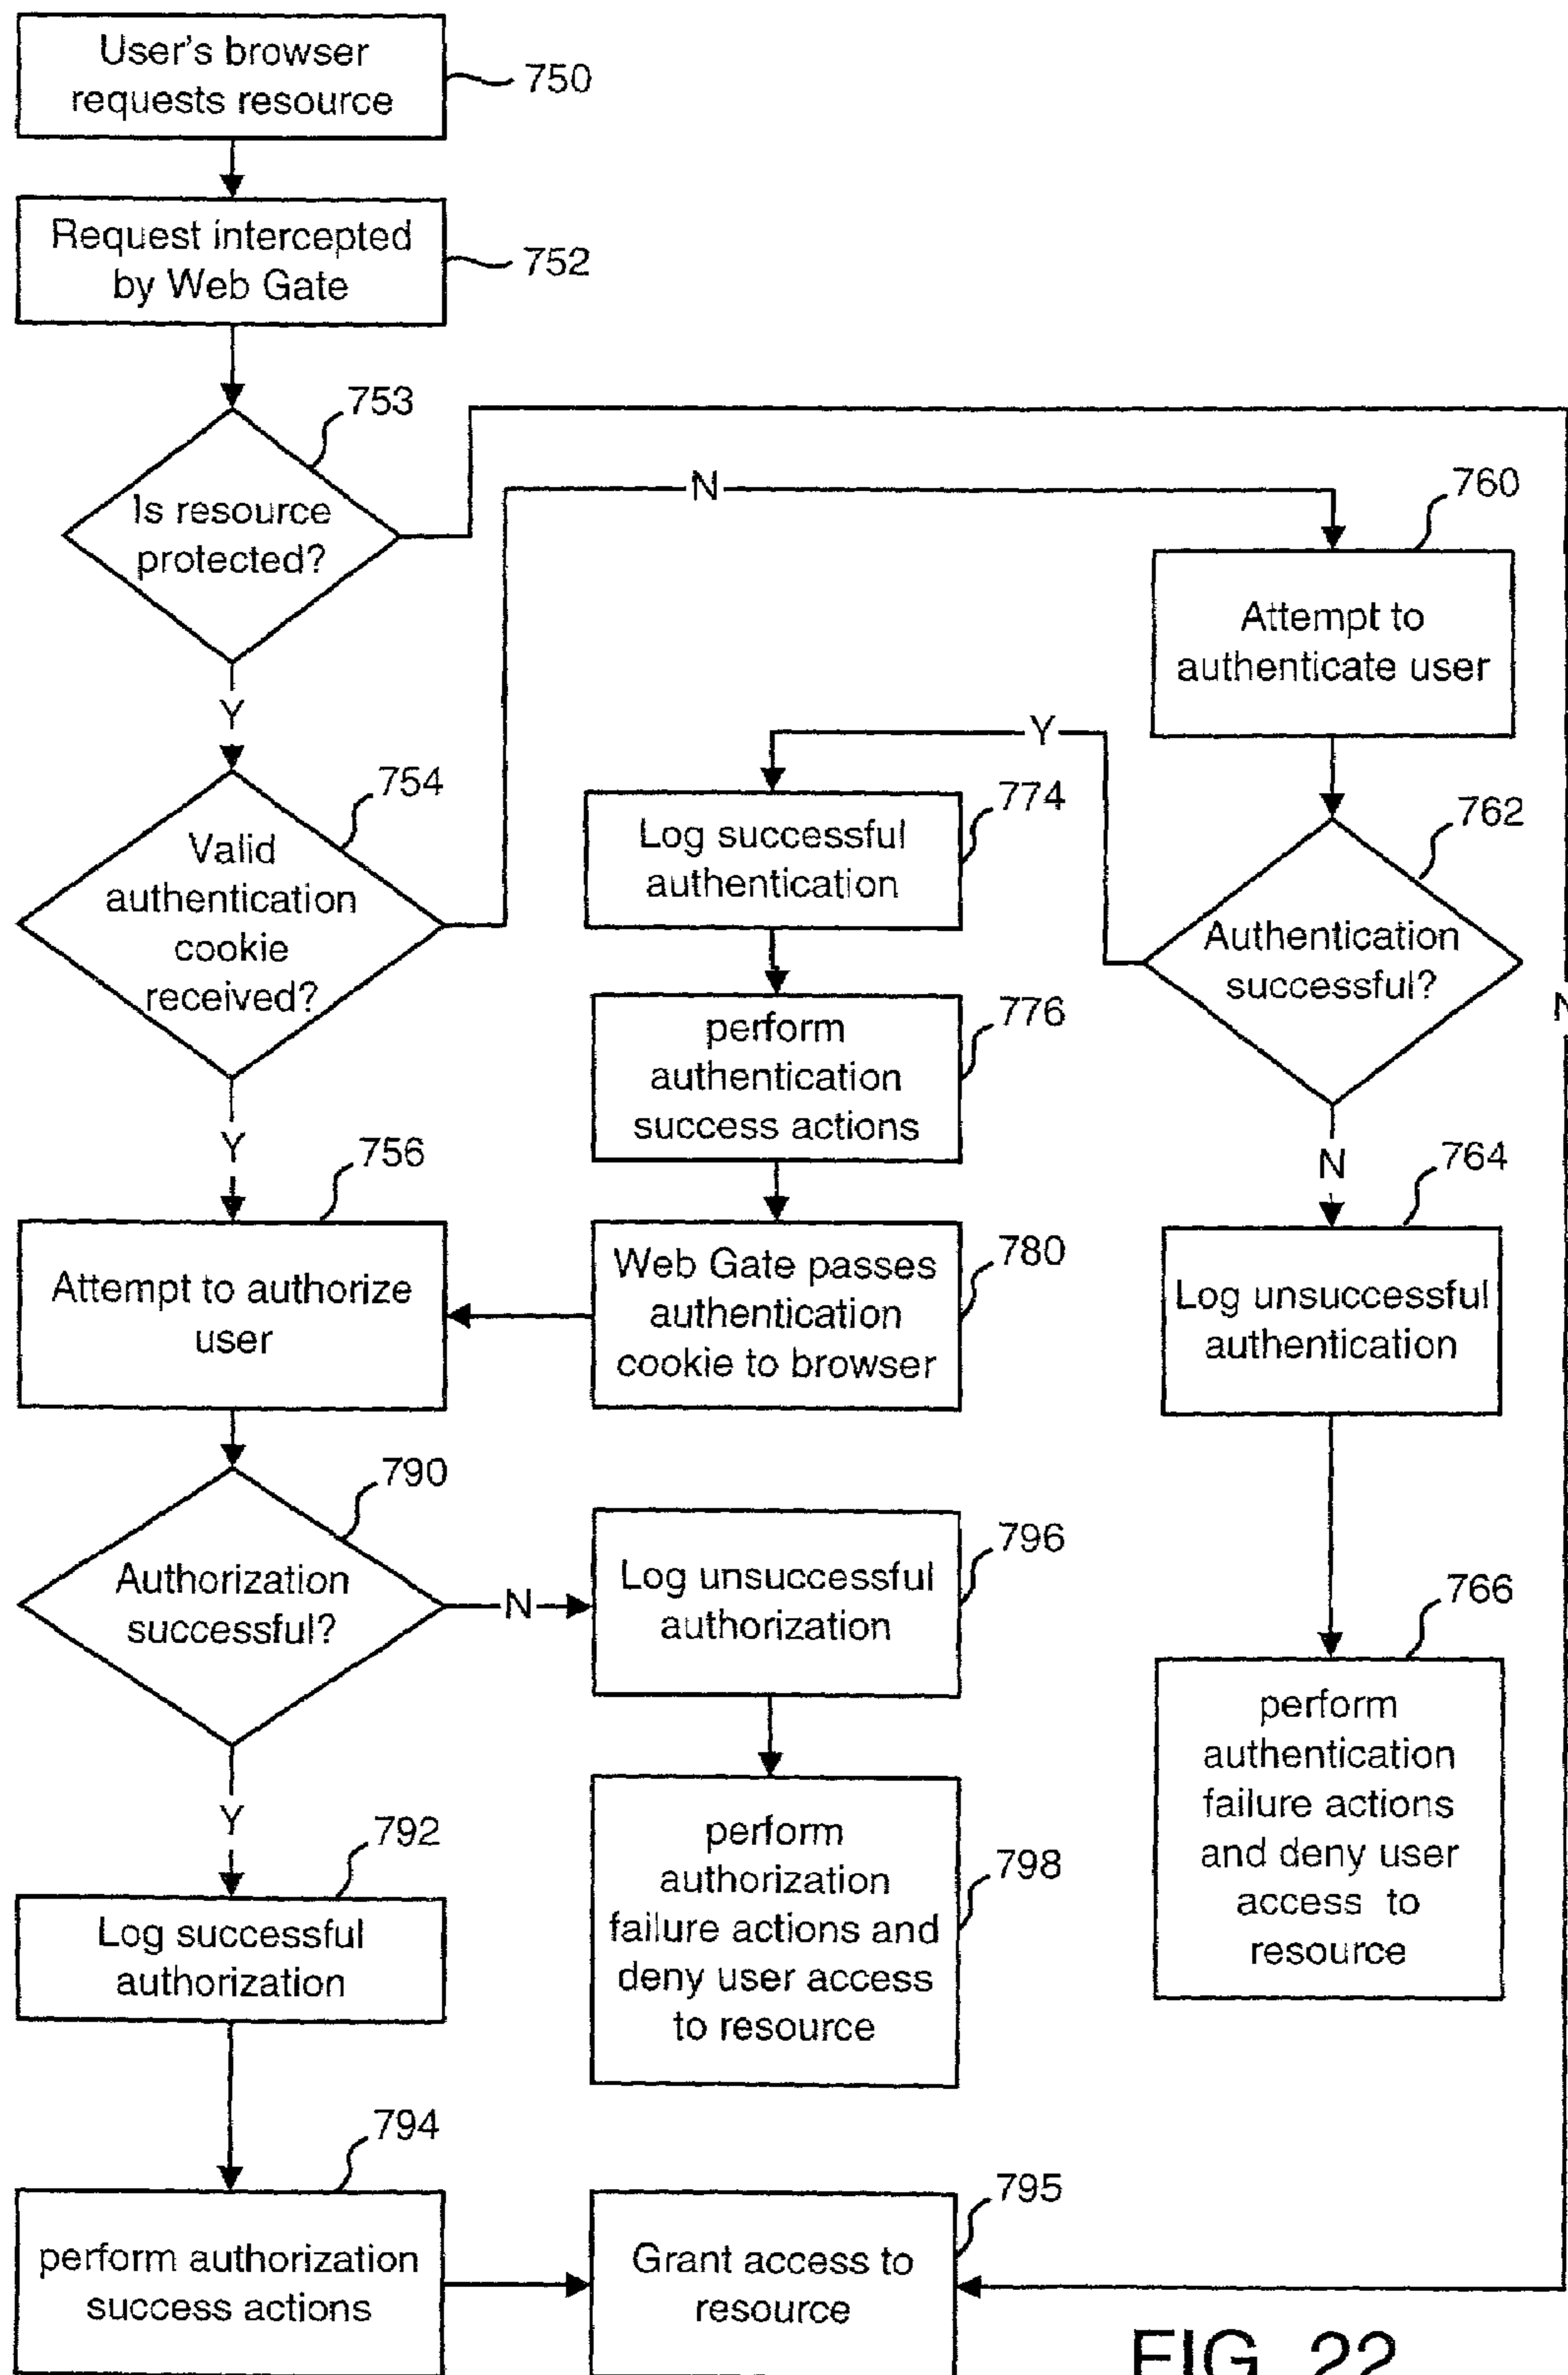 User's browser
requests resource
750
Request intercepted
by Web Gate
752
753
Is resource
protected?
N
Y
754
Valid
authentication
cookie
received?
N
Y
760
Attempt to
authenticate user
762
Authentication
successful?
Y
N
774
Log successful
authentication
776
perform
authentication
success actions
780
Web Gate passes
authentication
cookie to browser
764
Log unsuccessful
authentication
766
perform
authentication
failure actions
and deny user
access to
resource
756
Attempt to authorize
user
790
Authorization
successful?
N
Y
796
Log unsuccessful
authorization
798
perform
authorization
failure actions and
deny user access
to resource
792
Log successful
authorization
794
perform authorization
success actions
795
Grant access to
resource
FIG. 22